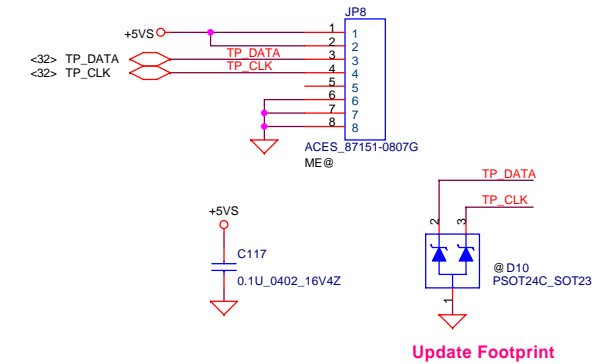 JP8
+5VS
1 1
2 2
<32> TP_DATA TP_DATA 3 3
<32> TP_CLK TP_CLK 4 4
5 5
6 6
7 7
8 8
ACES_87151-0807G
ME@
TP_DATA
TP_CLK
+5VS
2 3
C117
0.1U_0402_16V4Z
@ D10
PSOT24C_SOT23
1
Update Footprint